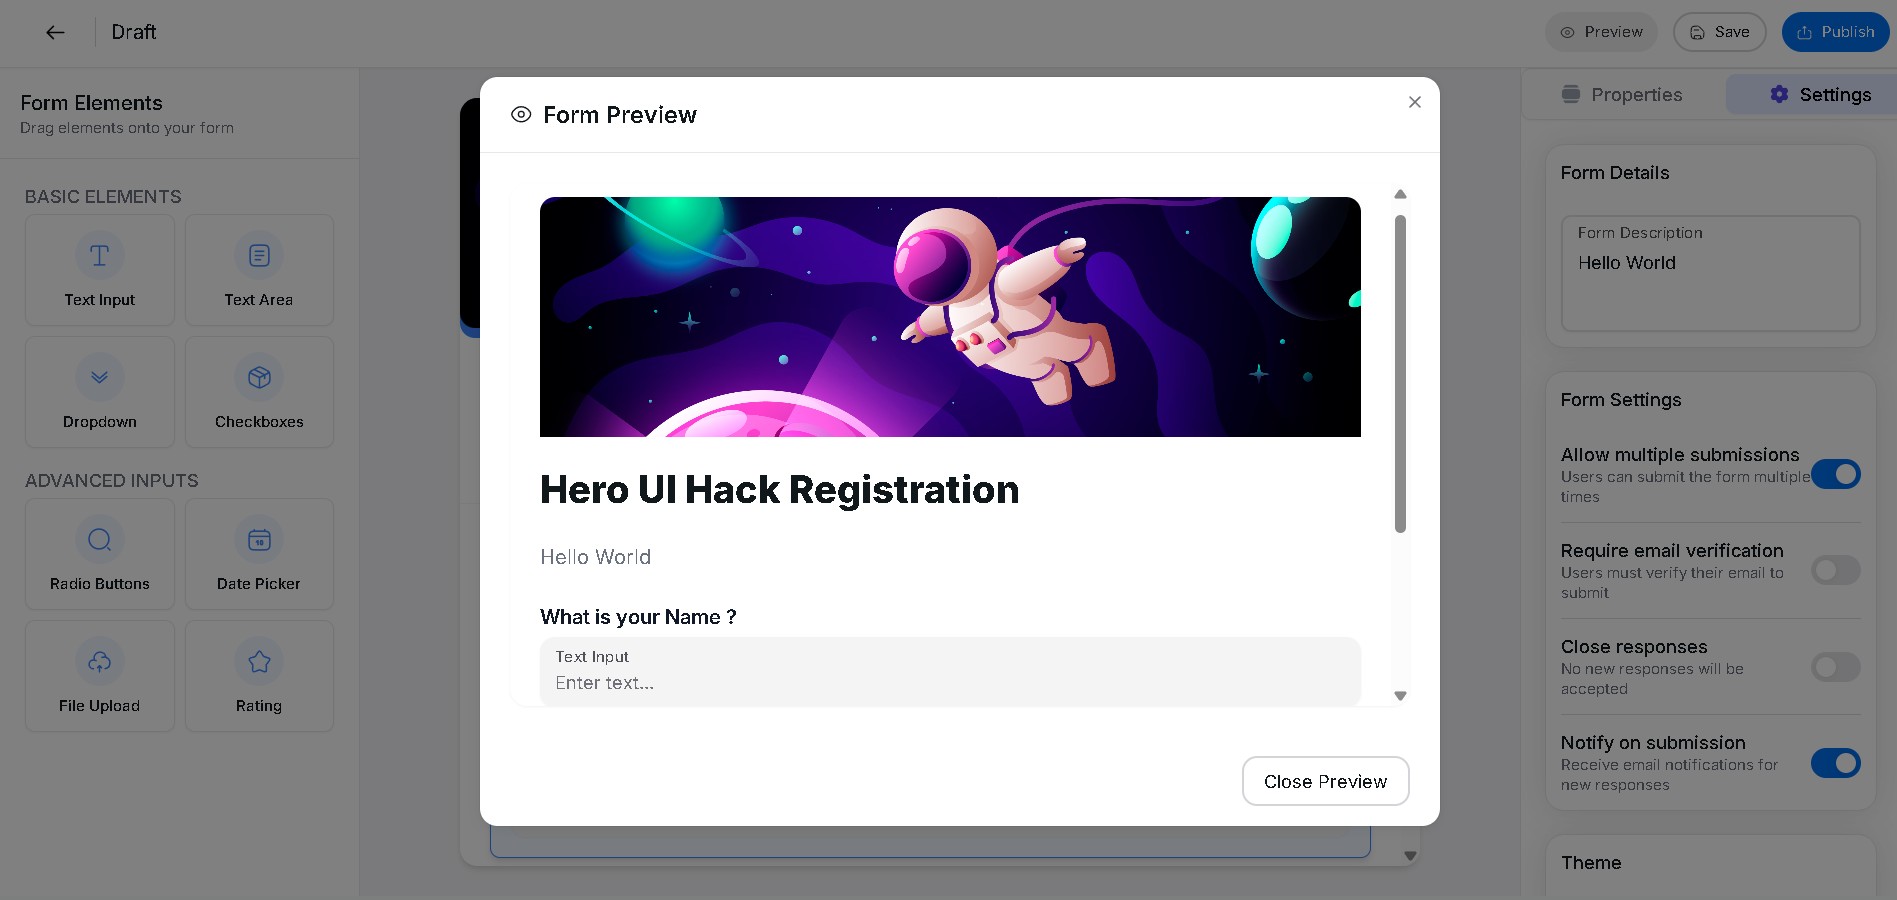 Draft
Preview
Save
Publish
Form Elements
Drag elements onto your form
BASIC ELEMENTS
Text Input
Text Area
Dropdown
Checkboxes
ADVANCED INPUTS
Radio Buttons
Date Picker
File Upload
Rating
Form Preview
Hero UI Hack Registration
Hello World
What is your Name ?
Text Input
Enter text...
Close Preview
Properties
Settings
Form Details
Form Description
Hello World
Form Settings
Allow multiple submissions
Users can submit the form multiple
times
Require email verification
Users must verify their email to
submit
Close responses
No new responses will be
accepted
Notify on submission
Receive email notifications for
new responses
Theme